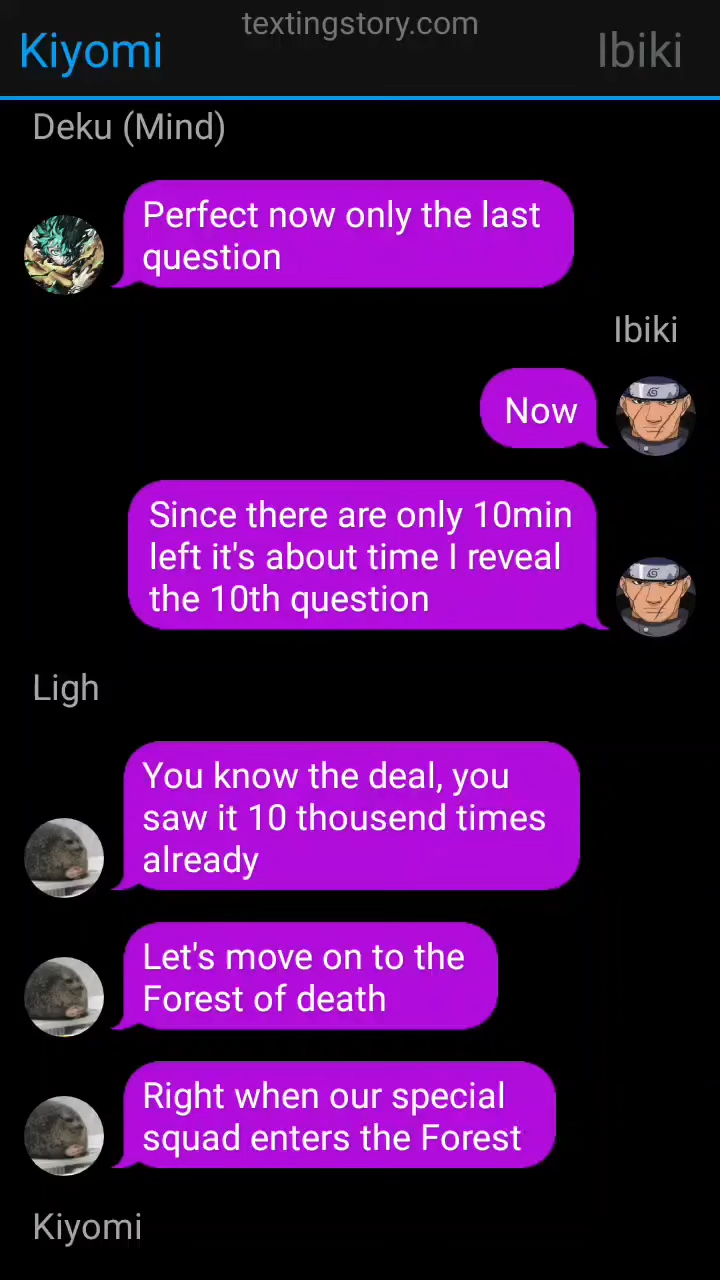 textingstory.com
Kiyomi
Ibiki
Deku (Mind)
Perfect now only the last
question
Ibiki
Now
Since there are only 10min
left it's about time I reveal
the 10th question
Ligh
You know the deal, you
saw it 10 thousend times
already
Let's move on to the
Forest of death
Right when our special
squad enters the Forest
Kiyomi